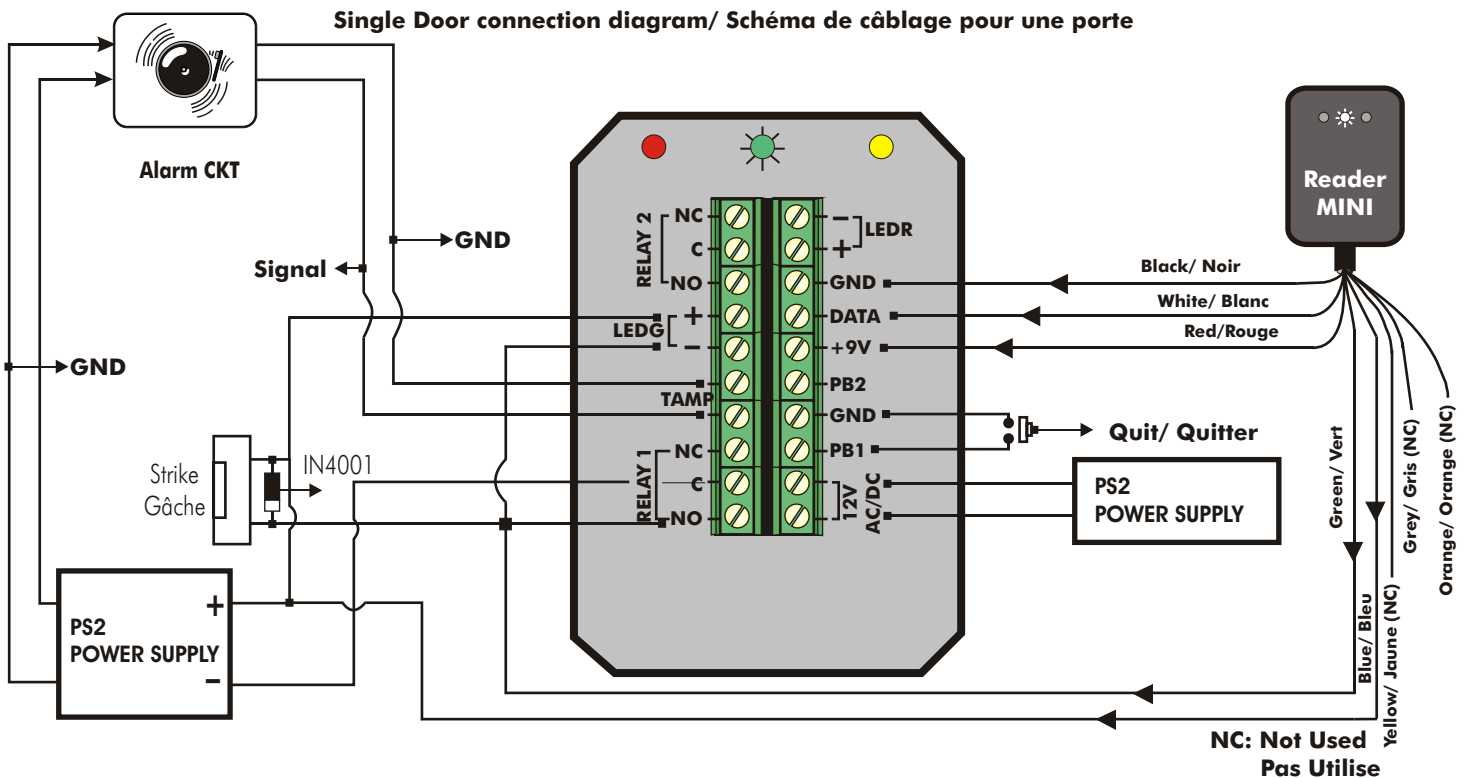 Single Door connection diagram/ Schéma de câblage pour une porte
Alarm CKT
GND
Signal
GND
Strike
Gâche
IN4001
PS2
POWER SUPPLY
+
−
RELAY 2
NC
C
NO
LEDG
+
−
TAMP
RELAY 1
NC
C
NO
−
+
LEDR
GND
DATA
+9V
PB2
GND
PB1
12V
AC/DC
Reader
MINI
Black/ Noir
White/ Blanc
Red/Rouge
Quit/ Quitter
PS2
POWER SUPPLY
Green/ Vert
Blue/ Bleu
Yellow/ Jaune (NC)
Grey/ Gris (NC)
Orange/ Orange (NC)
NC: Not Used
Pas Utilise